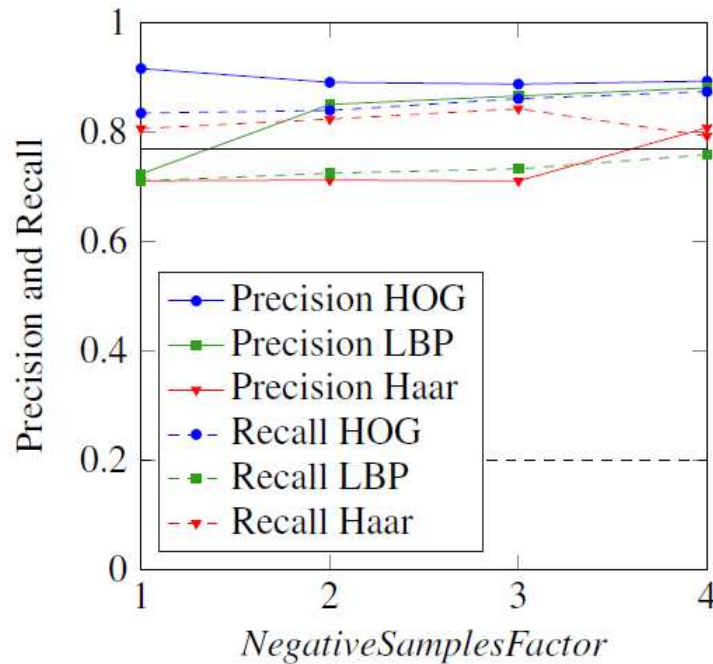 1
0.8
0.6
0.4
0.2
0
Precision and Recall
Precision HOG
Precision LBP
Precision Haar
Recall HOG
Recall LBP
Recall Haar
1 2 3 4
NegativeSamplesFactor